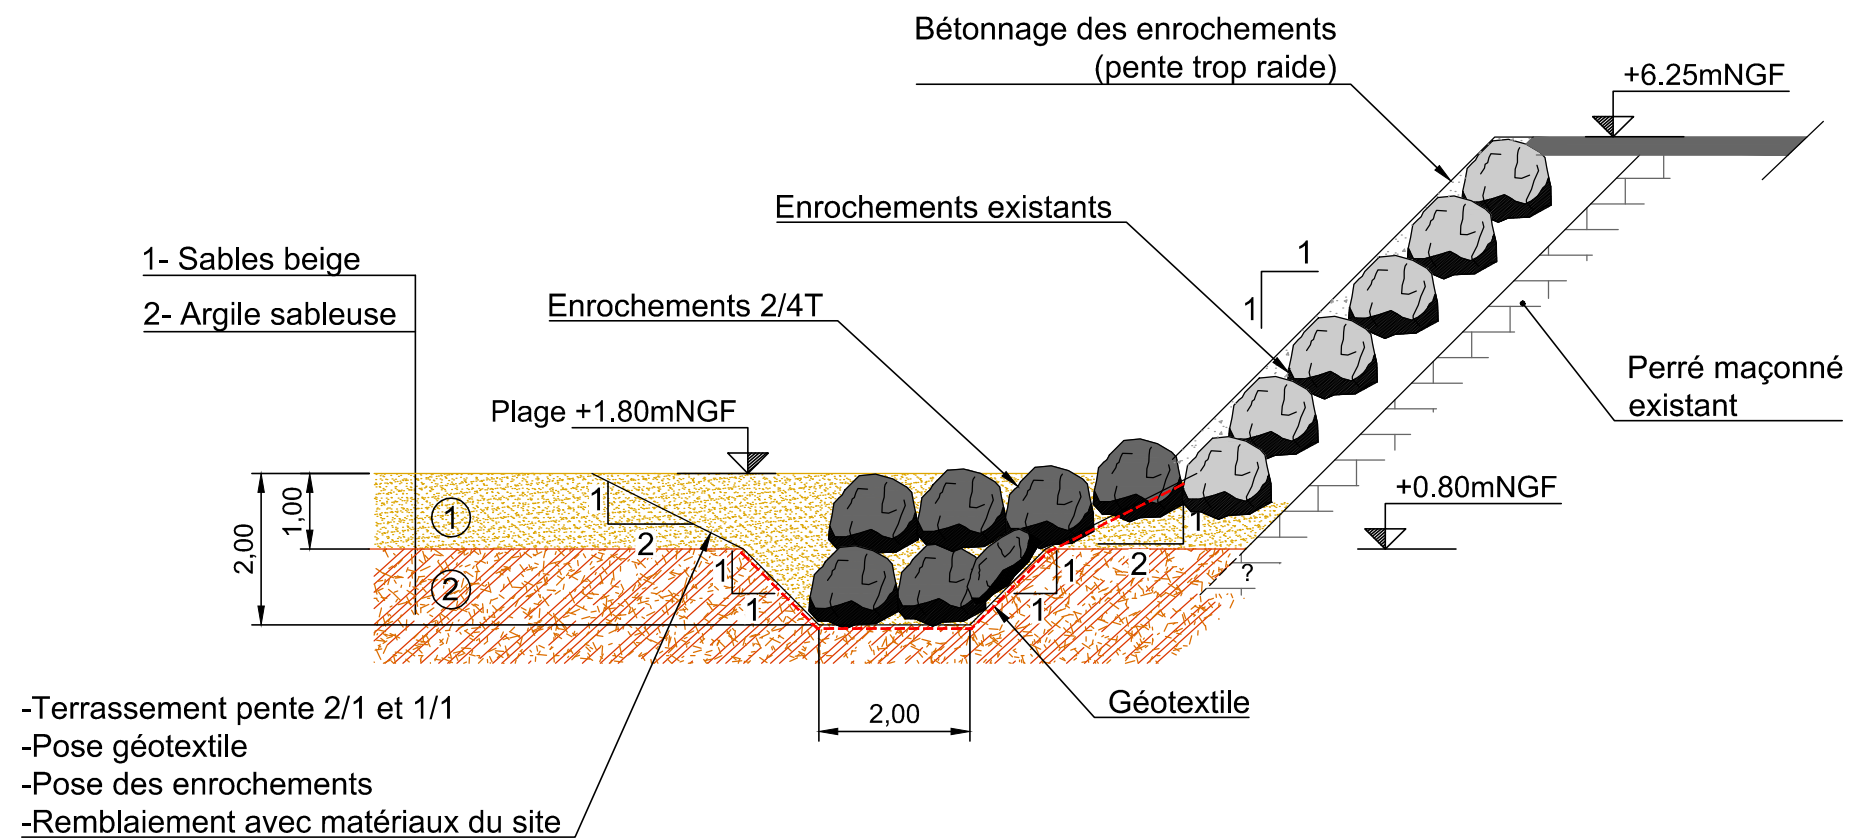 Bétonnage des enrochements
(pente trop raide)
+6.25mNGF
Enrochements existants
1- Sables beige
2- Argile sableuse
1
1
Enrochements 2/4T
Perré maçonné
existant
Plage +1.80mNGF
+0.80mNGF
2,00
1,00
1
1
2
1
2
2
1
1
1
1
?
-Terrassement pente 2/1 et 1/1
-Pose géotextile
-Pose des enrochements
-Remblaiement avec matériaux du site
2,00
Géotextile